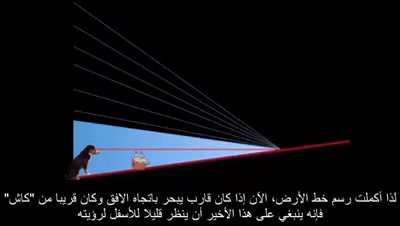 لذا أكملت رسم خط الأرض، الآن إذا كان قارب يبحر باتجاه الافق وكان قريبا من "كاش"
فإنه ينبغي على هذا الأخير أن ينظر قليلا للأسفل لرؤيته